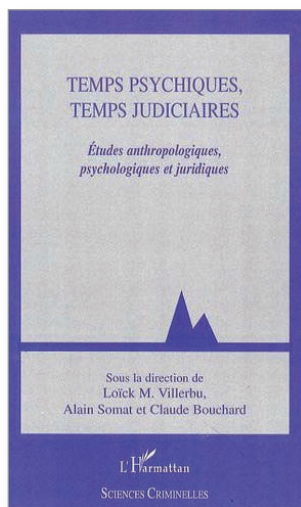 TEMPS PSYCHIQUES,
TEMPS JUDICIAIRES
Études anthropologiques,
psychologiques et juridiques
Sous la direction de
Loïck M. Villerbu,
Alain Somat et Claude Bouchard
L'Harmattan
SCIENCES CRIMINELLES